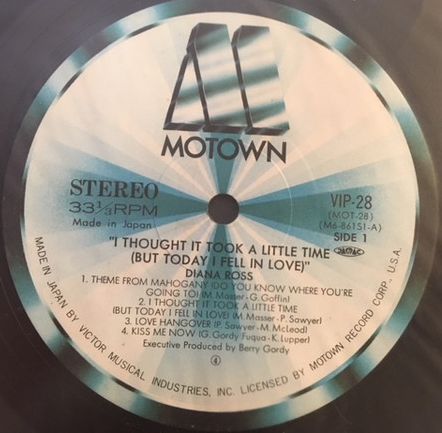 MOTOWN
STEREO
33⅓RPM
Made in Japan
VIP-28
(MOT-28)
(M6-861S1-A)
SIDE 1
"I THOUGHT IT TOOK A LITTLE TIME
(BUT TODAY I FELL IN LOVE)"
DIANA ROSS
1. THEME FROM MAHOGANY (DO YOU KNOW WHERE YOU'RE
GOING TO) (M. Masser-G. Goffin)
2. I THOUGHT IT TOOK A LITTLE TIME
(BUT TODAY I FELL IN LOVE) (M. Masser-P. Sawyer)
3. LOVE HANGOVER (P. Sawyer-M. McLeod)
4. KISS ME NOW (G. Gordy Fuqua-K. Lupper)
Executive Produced by Berry Gordy
4
MADE IN JAPAN BY VICTOR MUSICAL INDUSTRIES, INC. LICENSED BY MOTOWN RECORD CORP., U.S.A.